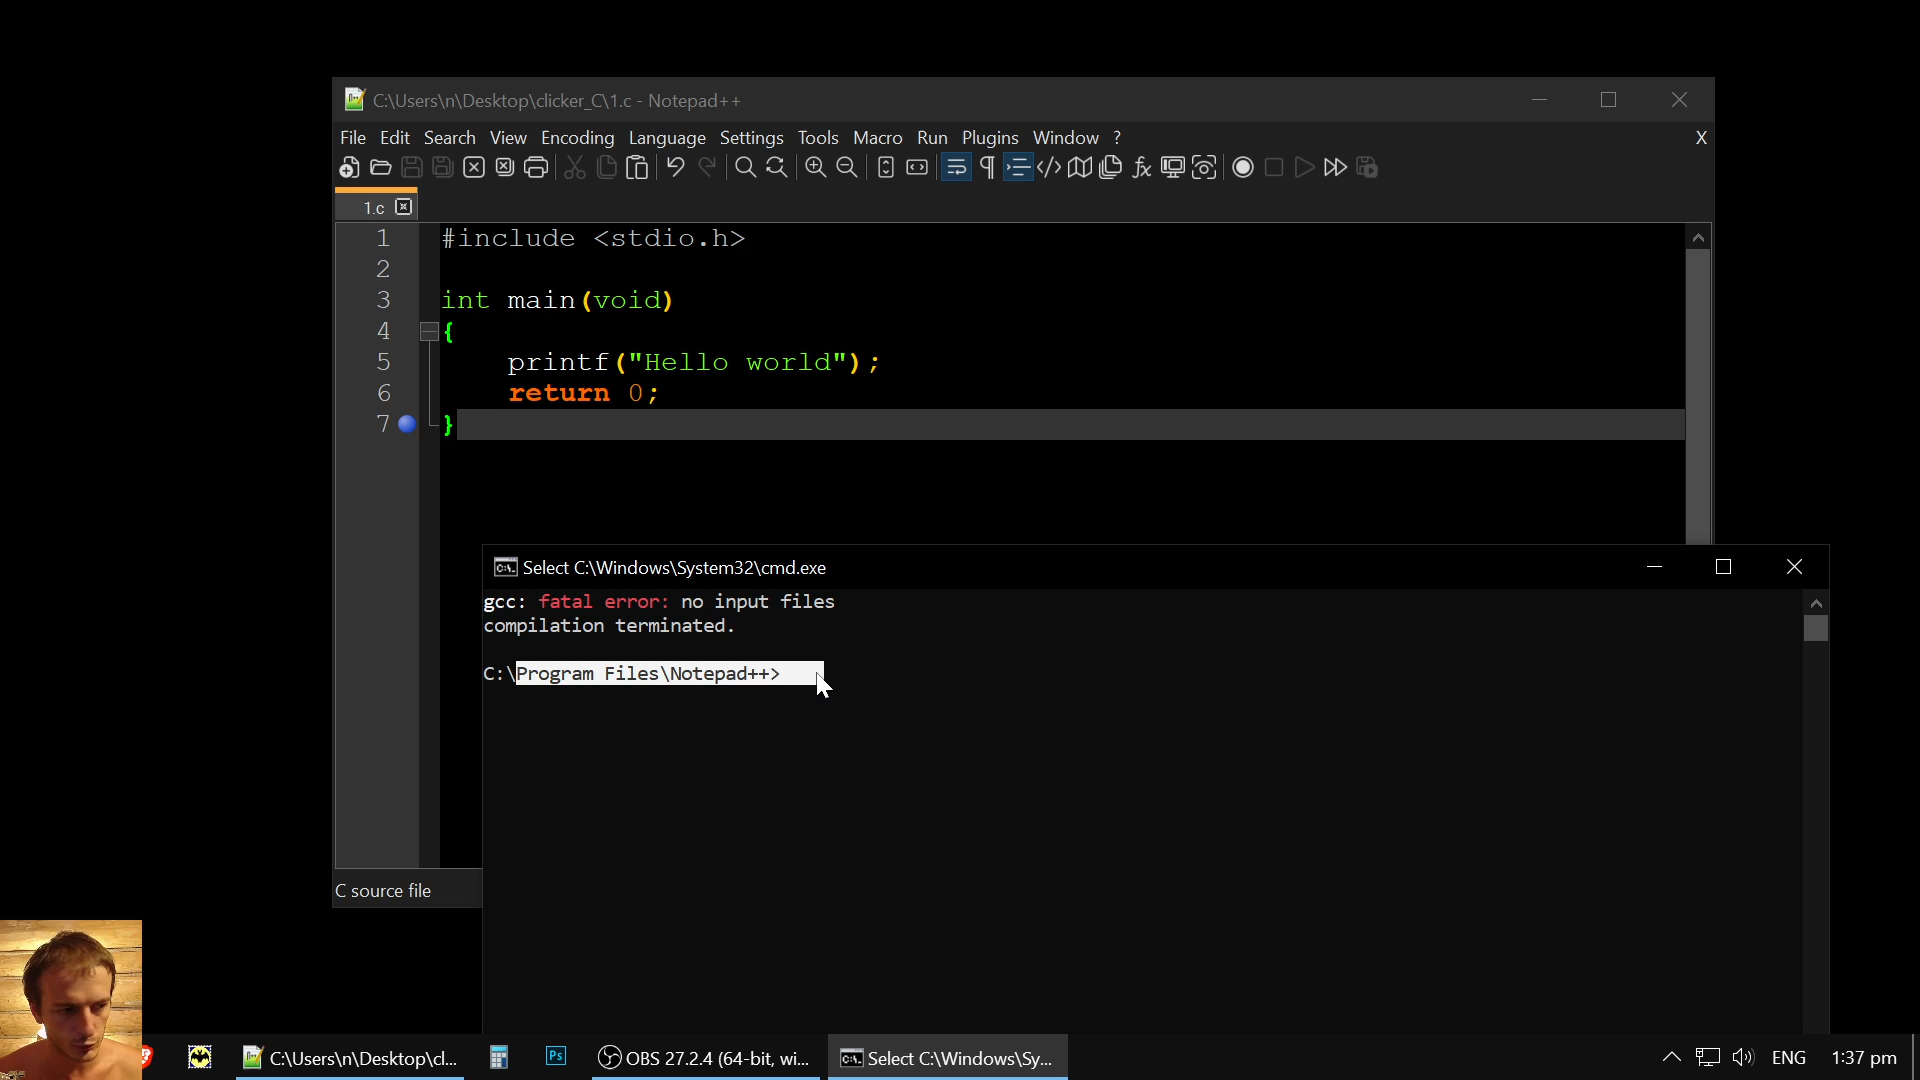 C:\Users\n\Desktop\clicker_C\1.c - Notepad++
File Edit Search View Encoding Language Settings Tools Macro Run Plugins Window ? X
1.c
1 #include <stdio.h>
2
3 int main(void)
4 {
5 printf("Hello world");
6 return 0;
7 }
C source file
Select C:\Windows\System32\cmd.exe
gcc: fatal error: no input files
compilation terminated.
C:\Program Files\Notepad++>
C:\Users\n\Desktop\cl...
Ps
OBS 27.2.4 (64-bit, wi...
Select C:\Windows\Sy...
ENG
1:37 pm